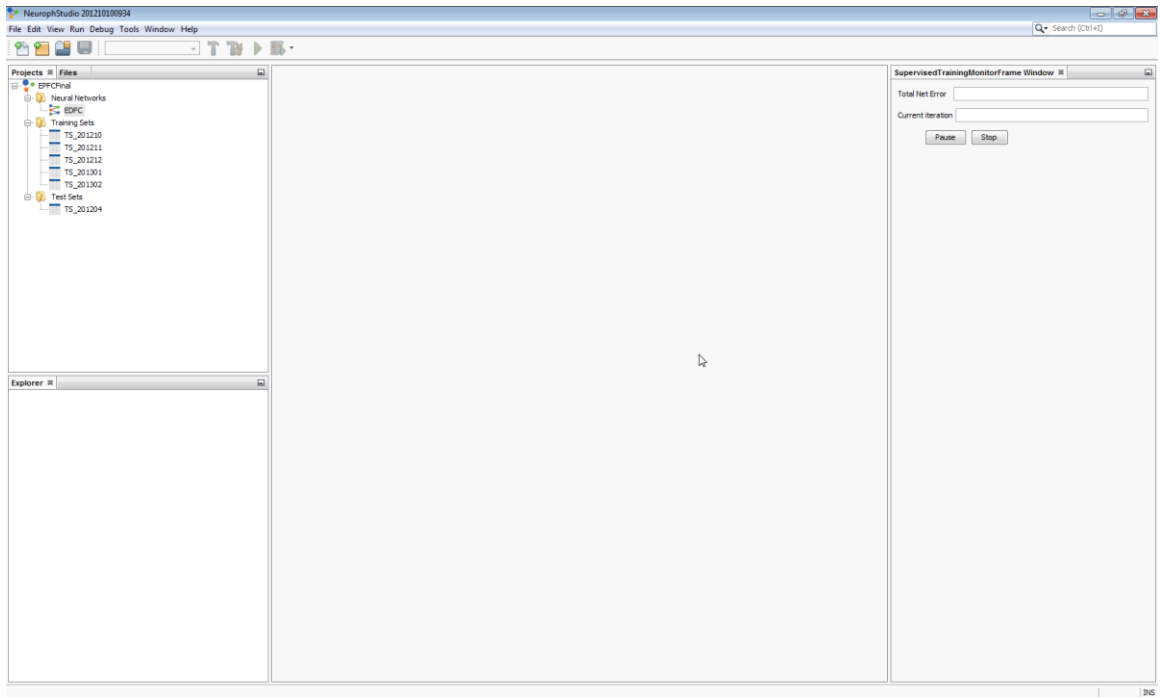 NeurophStudio 201210100934
File Edit View Run Debug Tools Window Help
Search (Ctrl+I)
Projects Files
EPFCFinal
Neural Networks
EDFC
Training Sets
TS_201210
TS_201211
TS_201212
TS_201301
TS_201302
Test Sets
TS_201204
Explorer
SupervisedTrainingMonitorFrame Window
Total Net Error
Current iteration
Pause Stop
INS